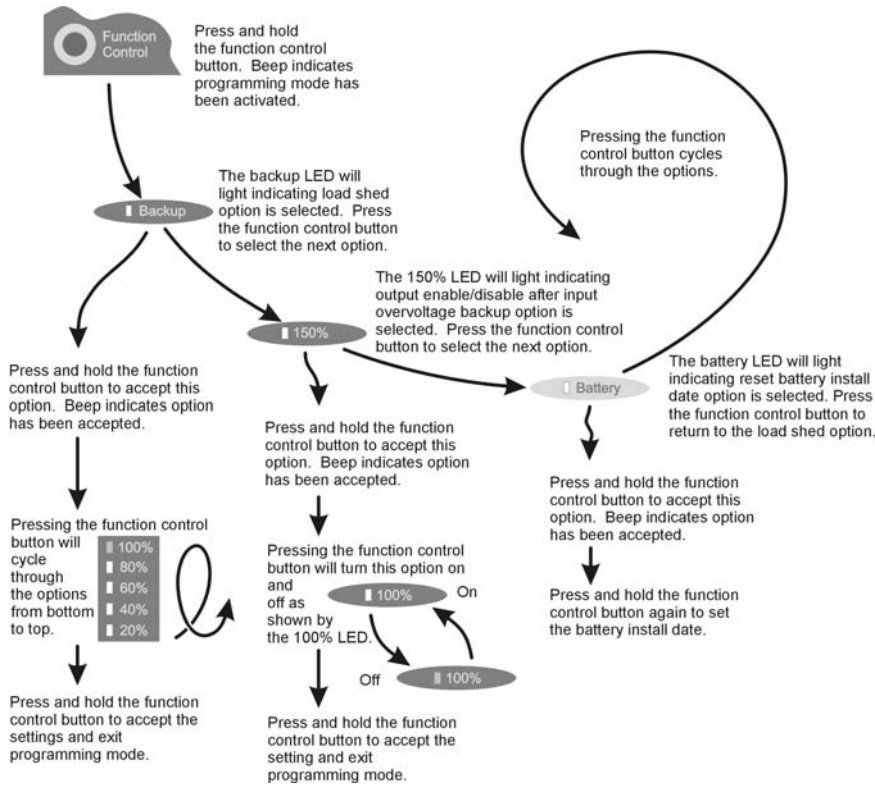 Function
Control
Press and hold
the function control
button.  Beep indicates
programming mode has
been activated.
Pressing the function
control button cycles
through the options.
The backup LED will
light indicating load shed
option is selected.  Press
the function control button
to select the next option.
Backup
The 150% LED will light indicating
output enable/disable after input
overvoltage backup option is
selected.  Press the function control
button to select the next option.
150%
The battery LED will light
indicating reset battery install
date option is selected. Press
the function control button to
return to the load shed option.
Battery
Press and hold the function
control button to accept this
option.  Beep indicates option
has been accepted.
Pressing the function control
button will
cycle
through
the options
from bottom
to top.
100%
80%
60%
40%
20%
Press and hold the function
control button to accept the
settings and exit
programming mode.
Press and hold the function
control button to accept this
option.  Beep indicates option
has been accepted.
Pressing the function control
button will turn this option on
and
off as
shown by
the 100% LED.
100%
On
Off
100%
Press and hold the function
control button to accept the
setting and exit
programming mode.
Press and hold the function
control button to accept this
option.  Beep indicates option
has been accepted.
Press and hold the function
control button again to set
the battery install date.